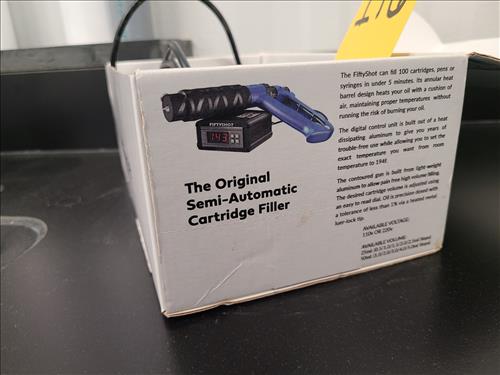 The FiftyShot can fill 100 cartridges, pens or
syringes in under 5 minutes. Its annular heat
barrel design heats your oil with a cushion of
air, maintaining proper temperatures without
running the risk of burning your oil.
The digital control unit is built out of a heat
dissipating aluminum to give you years of
trouble-free use while allowing you to set the
exact temperature you want from room
temperature to 194F.
The contoured gun is built from light-weight
aluminum to allow pain free high volume filling.
The desired cartridge volume is adjusted using
an easy to read dial. Oil is precision dosed with
a tolerance of less than 1% via a heated metal
luer-lock tip.
AVAILABLE VOLTAGE:
110v OR 220v
AVAILABLE VOLUME:
FIFTYSHOT
143
The Original
Semi-Automatic
Cartridge Filler